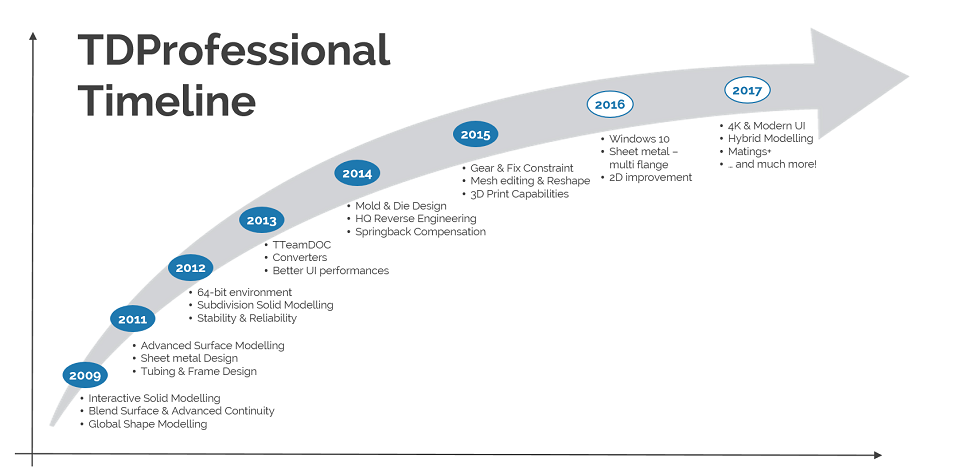 TDProfessional
Timeline
2009
• Interactive Solid Modelling
• Blend Surface & Advanced Continuity
• Global Shape Modelling
2011
• Advanced Surface Modelling
• Sheet metal Design
• Tubing & Frame Design
2012
• 64-bit environment
• Subdivision Solid Modelling
• Stability & Reliability
2013
• TTeamDOC
• Converters
• Better UI performances
2014
• Mold & Die Design
• HQ Reverse Engineering
• Springback Compensation
2015
• Gear & Fix Constraint
• Mesh editing & Reshape
• 3D Print Capabilities
2016
• Windows 10
• Sheet metal –
multi flange
• 2D improvement
2017
• 4K & Modern UI
• Hybrid Modelling
• Matings+
• … and much more!